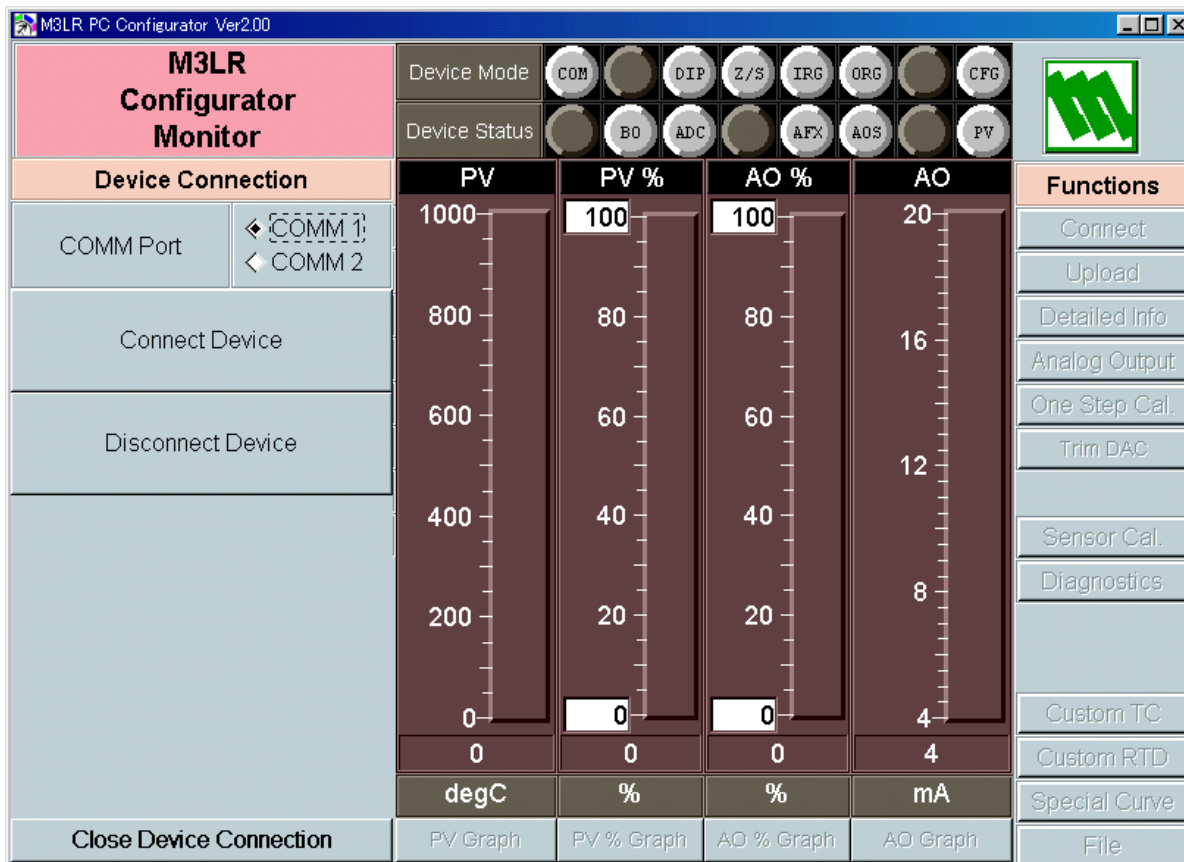 M3LR PC Configurator Ver2.00
M3LR
Configurator
Monitor
Device Mode
COM
DIP
Z/S
IRG
ORG
CFG
Device Status
BO
ADC
AFX
AOS
PV
Device Connection
COMM Port
COMM 1
COMM 2
Connect Device
Disconnect Device
Close Device Connection
PV
1000
800
600
400
200
0
0
degC
PV Graph
PV %
100
80
60
40
20
0
0
%
PV % Graph
AO %
100
80
60
40
20
0
0
%
AO % Graph
AO
20
16
12
8
4
4
mA
AO Graph
Functions
Connect
Upload
Detailed Info
Analog Output
One Step Cal.
Trim DAC
Sensor Cal.
Diagnostics
Custom TC
Custom RTD
Special Curve
File